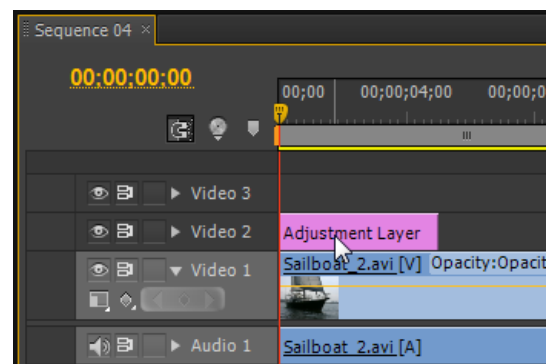 Sequence 04 ×
00;00;00;00
00;00 00;00;04;00 00;00;0
Video 3
Video 2 Adjustment Layer
Video 1 Sailboat_2.avi [V] Opacity:Opacit
Audio 1 Sailboat_2.avi [A]